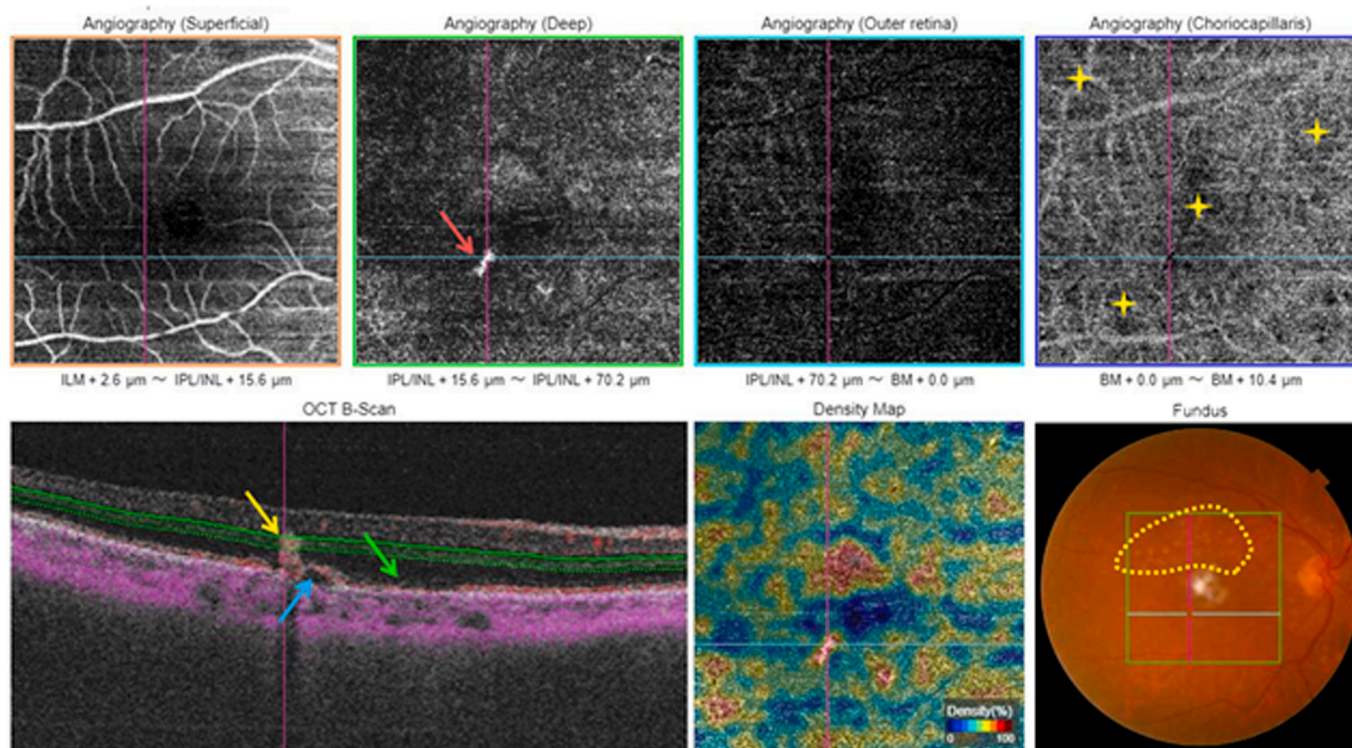 Angiography (Superficial)
Angiography (Deep)
Angiography (Outer retina)
Angiography (Choriocapillaris)
ILM + 2.6 μm ～ IPL/INL + 15.6 μm
IPL/INL + 15.6 μm ～ IPL/INL + 70.2 μm
IPL/INL + 70.2 μm ～ BM + 0.0 μm
BM + 0.0 μm ～ BM + 10.4 μm
OCT B-Scan
Density Map
Fundus
Density(%)
0 100